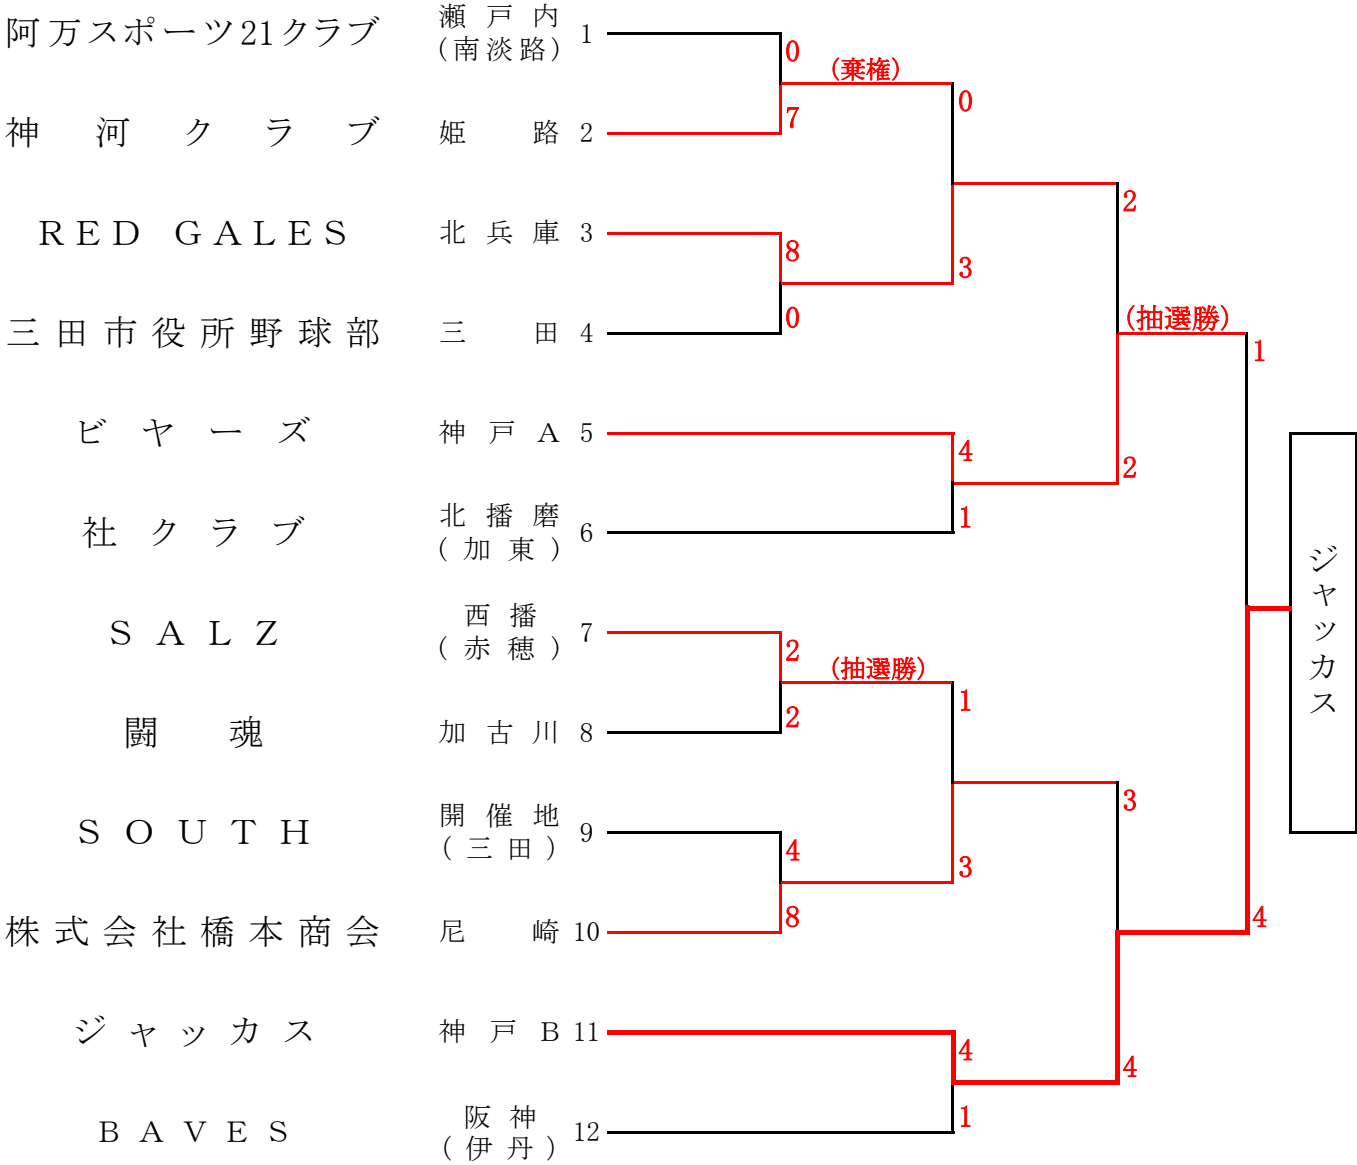 阿万スポーツ21クラブ 瀬戸内(南淡路) 1
0
(棄権)
0
7
神河クラブ 姫路 2
2
RED GALES 北兵庫 3
8
3
0
三田市役所野球部 三田 4
(抽選勝)
1
ビヤーズ 神戸A 5
4
2
1
社クラブ 北播磨(加東) 6
ジャッカス
SALZ 西播(赤穂) 7
2
(抽選勝)
1
2
闘魂 加古川 8
3
SOUTH 開催地(三田) 9
4
3
8
株式会社橋本商会 尼崎 10
4
ジャッカス 神戸B 11
4
4
1
BAVES 阪神(伊丹) 12